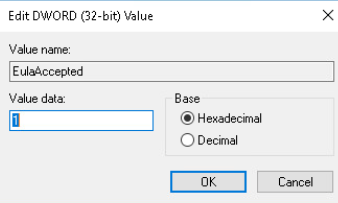 Edit DWORD (32-bit) Value
Value name:
EulaAccepted
Value data:
1
Base
Hexadecimal
Decimal
OK
Cancel